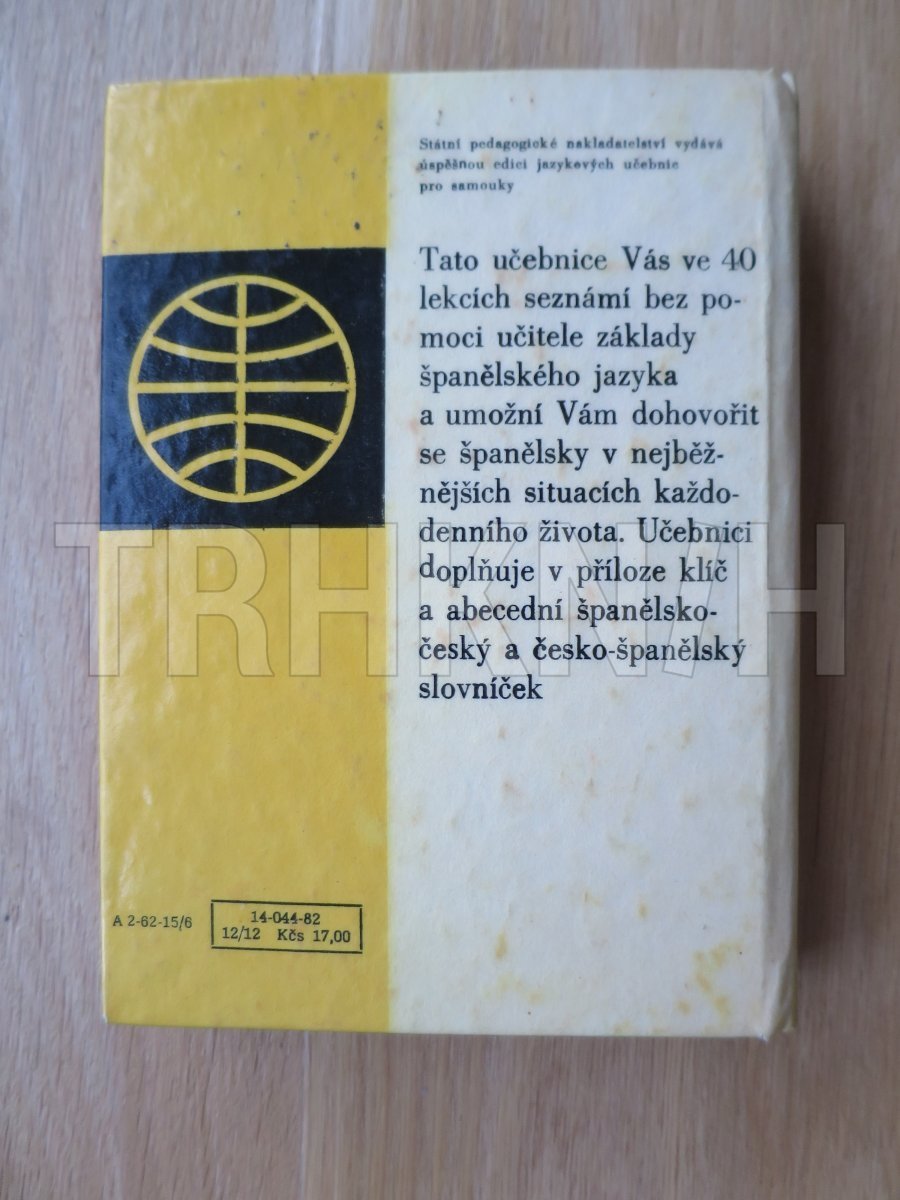 Státní pedagogické nakladatelství vydává
úspěšnou edici jazykových učebnic
pro samouky
Tato učebnice Vás ve 40
lekcích seznámí bez po-
moci učitele základy
španělského jazyka
a umožní Vám dohovořit
se španělsky v nejběž-
nějších situacích každo-
denního života. Učebnici
doplňuje v příloze klíč
a abecední španělsko-
český a česko-španělský
slovníček
A 2-62-15/6
14-044-82
12/12 Kčs 17,00
TRHKNIH